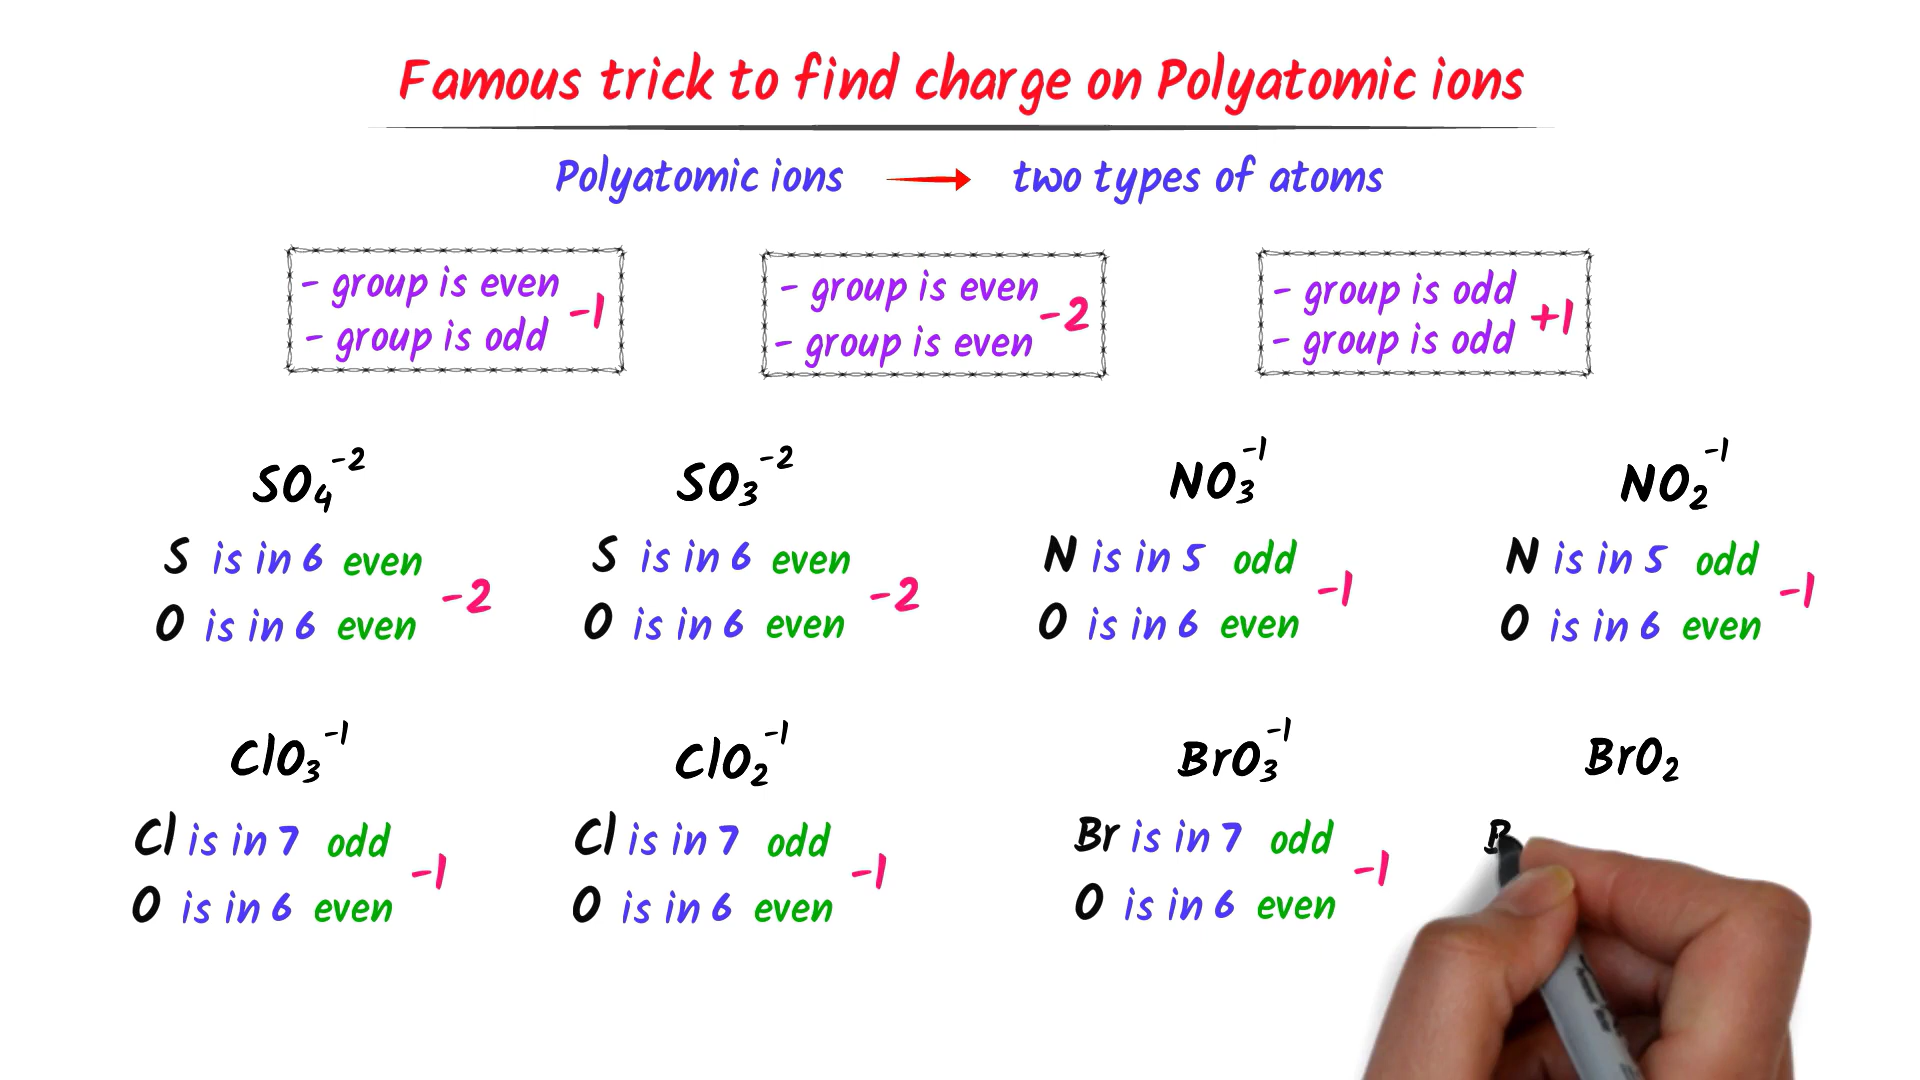 Famous trick to find charge on Polyatomic ions
Polyatomic ions → two types of atoms
- group is even
- group is odd
-1
- group is even
- group is even
-2
- group is odd
- group is odd
+1
SO₄⁻²
S is in 6 even
O is in 6 even
-2
SO₃⁻²
S is in 6 even
O is in 6 even
-2
NO₃⁻¹
N is in 5 odd
O is in 6 even
-1
NO₂⁻¹
N is in 5 odd
O is in 6 even
-1
ClO₃⁻¹
Cl is in 7 odd
O is in 6 even
-1
ClO₂⁻¹
Cl is in 7 odd
O is in 6 even
-1
BrO₃⁻¹
Br is in 7 odd
O is in 6 even
-1
BrO₂
B